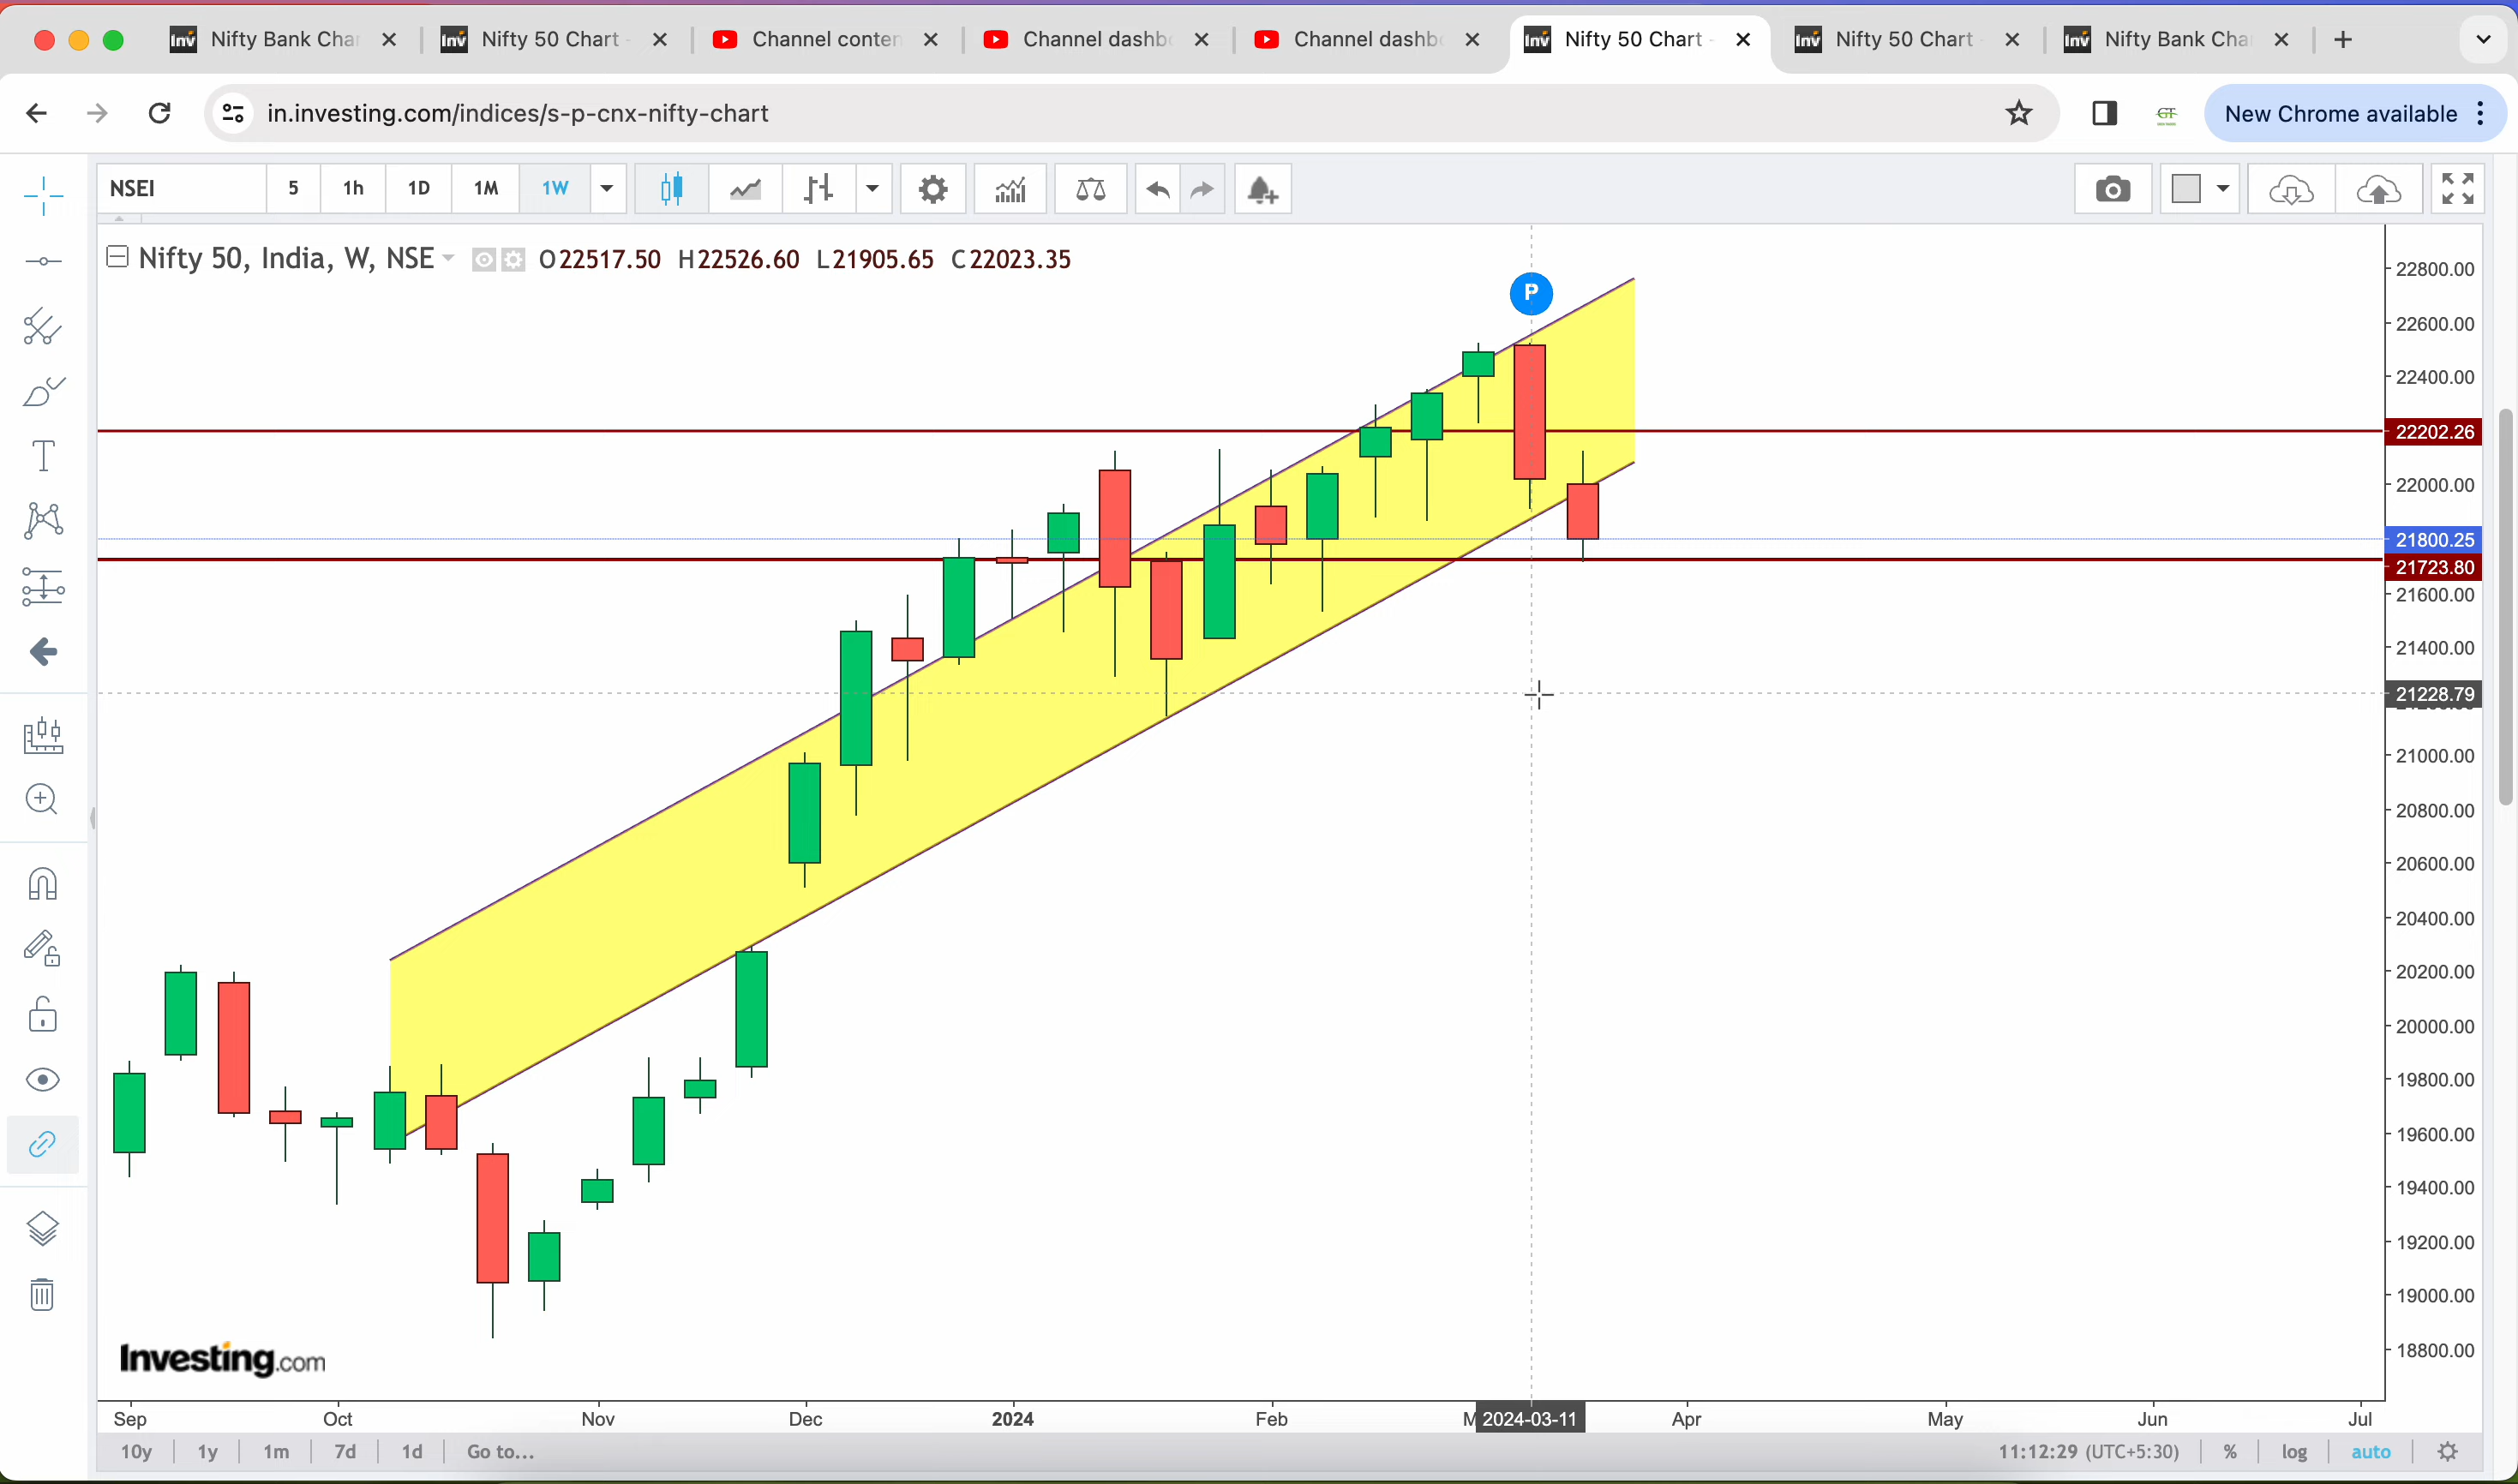 Nifty Bank Cha
Nifty 50 Chart
Channel conten
Channel dashb
Channel dashb
Nifty 50 Chart
Nifty 50 Chart
Nifty Bank Cha
in.investing.com/indices/s-p-cnx-nifty-chart
New Chrome available
NSEI 5 1h 1D 1M 1W
Nifty 50, India, W, NSE O22517.50 H22526.60 L21905.65 C22023.35
P
22800.00
22600.00
22400.00
22202.26
22000.00
21800.25
21723.80
21600.00
21400.00
21228.79
21000.00
20800.00
20600.00
20400.00
20200.00
20000.00
19800.00
19600.00
19400.00
19200.00
19000.00
18800.00
Investing.com
Sep Oct Nov Dec 2024 Feb M 2024-03-11 Apr May Jun Jul
10y 1y 1m 7d 1d Go to... 11:12:29 (UTC+5:30) % log auto